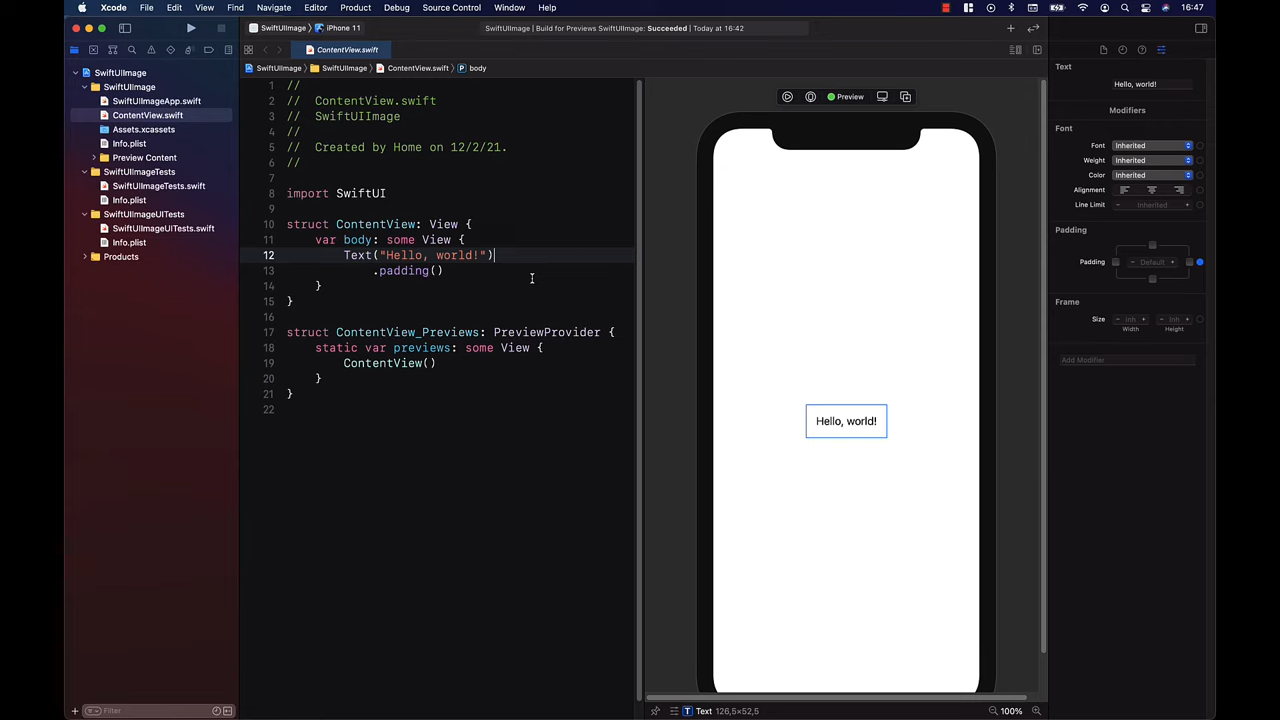 Xcode File Edit View Find Navigate Editor Product Debug Source Control Window Help 16:47
SwiftUIImage iPhone 11 SwiftUIImage | Build for Previews SwiftUIImage: Succeeded | Today at 16:42
ContentView.swift
SwiftUIImage SwiftUIImage ContentView.swift P body
SwiftUIImage
SwiftUIImage
SwiftUIImageApp.swift
ContentView.swift
Assets.xcassets
Info.plist
Preview Content
SwiftUIImageTests
SwiftUIImageTests.swift
Info.plist
SwiftUIImageUITests
SwiftUIImageUITests.swift
Info.plist
Products
Filter
1 //
2 // ContentView.swift
3 // SwiftUIImage
4 //
5 // Created by Home on 12/2/21.
6 //
7
8 import SwiftUI
9
10 struct ContentView: View {
11 var body: some View {
12 Text("Hello, world!")
13 .padding()
14 }
15 }
16
17 struct ContentView_Previews: PreviewProvider {
18 static var previews: some View {
19 ContentView()
20 }
21 }
22
Preview
Hello, world!
T Text 126,5×52,5 100%
Text
Hello, world!
Modifiers
Font
Font Inherited
Weight Inherited
Color Inherited
Alignment
Line Limit − Inherited +
Padding
Padding − Default +
Frame
Size − Inh + − Inh +
Width Height
Add Modifier